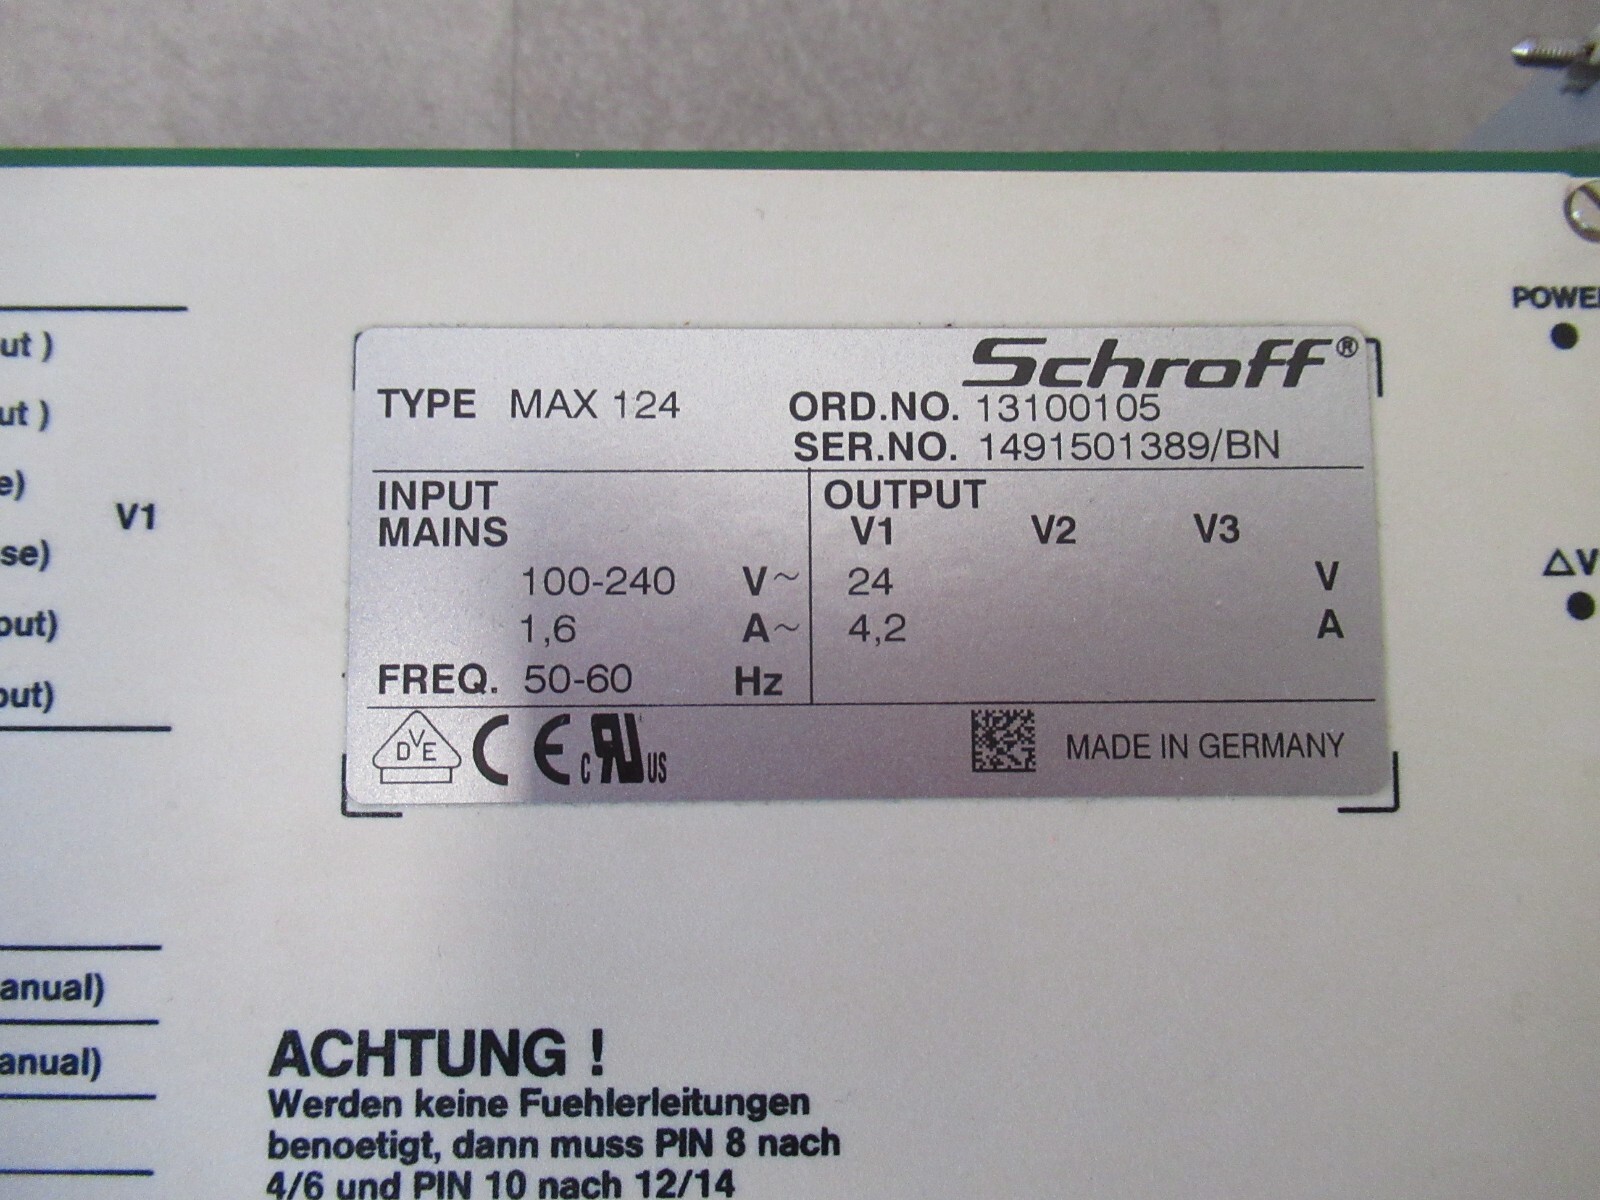 Schroff®
TYPE MAX 124
ORD.NO. 13100105
SER.NO. 1491501389/BN
INPUT
MAINS
100-240 V~
1,6 A~
FREQ. 50-60 Hz
OUTPUT
V1 V2 V3
24 V
4,2 A
DVE CE c RU US
MADE IN GERMANY
ut )
ut )
e)
V1
se)
out)
out)
anual)
anual)
POWE
ΔV
ACHTUNG !
Werden keine Fuehlerleitungen
benoetigt, dann muss PIN 8 nach
4/6 und PIN 10 nach 12/14